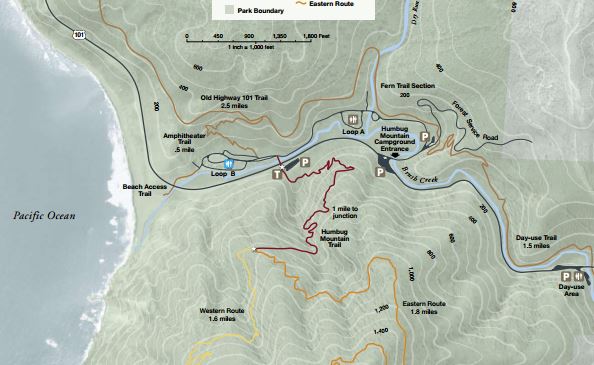 Eastern Route
Park Boundary
0 450 900 1,350 1,800 Feet
1 inch = 1,000 feet
101
600
400
200
Old Highway 101 Trail
2.5 miles
Amphitheater
Trail
.5 mile
Loop B
Beach Access
Trail
Pacific Ocean
T
P
Loop A
Fern Trail Section
200
400
600
Humbug
Mountain
Campground
Entrance
P
P
Forest Service
Road
Brush Creek
1 mile to
junction
Humbug
Mountain
Trail
200
400
600
800
1,000
1,200
1,400
Day-use Trail
1.5 miles
P
Day-use
Area
Western Route
1.6 miles
Eastern Route
1.8 miles